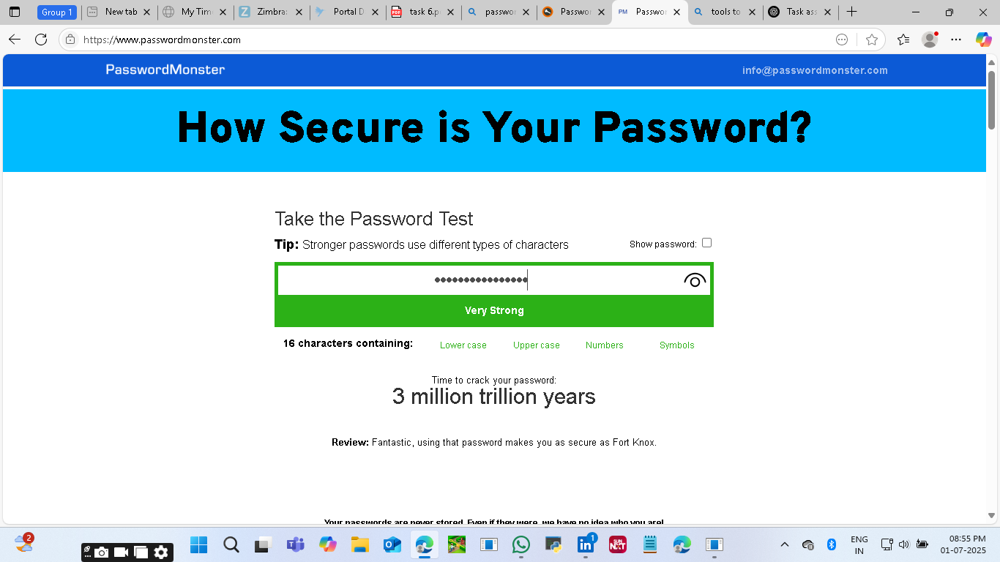 Group 1
New tab
My Tim
Zimbra:
Portal D
task 6.p
passwor
Passwor
PM Passwor
tools to
Task ass
https://www.passwordmonster.com
PasswordMonster
info@passwordmonster.com
How Secure is Your Password?
Take the Password Test
Tip: Stronger passwords use different types of characters
Show password:
••••••••••••••••
Very Strong
16 characters containing:
Lower case
Upper case
Numbers
Symbols
Time to crack your password:
3 million trillion years
Review: Fantastic, using that password makes you as secure as Fort Knox.
Your passwords are never stored. Even if they were, we have no idea who you are!
2
1
ENG
IN
08:55 PM
01-07-2025